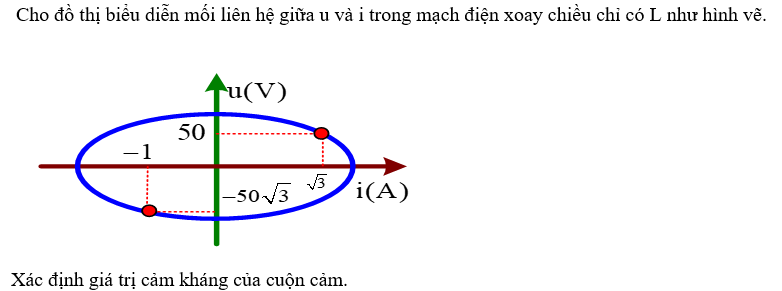 Cho đồ thị biểu diễn mối liên hệ giữa u và i trong mạch điện xoay chiều chỉ có L như hình vẽ.
u(V)
50
−1
−50√3
√3
i(A)
Xác định giá trị cảm kháng của cuộn cảm.